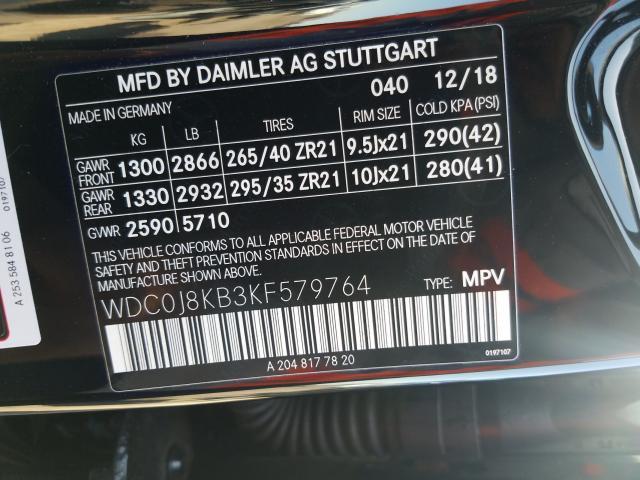 MFD BY DAIMLER AG STUTTGART
040 12/18
MADE IN GERMANY
KG LB TIRES RIM SIZE COLD KPA (PSI)
GAWR FRONT 1300 2866 265/40 ZR21 9.5Jx21 290(42)
GAWR REAR 1330 2932 295/35 ZR21 10Jx21 280(41)
GVWR 2590 5710
THIS VEHICLE CONFORMS TO ALL APPLICABLE FEDERAL MOTOR VEHICLE
SAFETY AND THEFT PREVENTION STANDARDS IN EFFECT ON THE DATE
OF MANUFACTURE SHOWN ABOVE.
WDC0J8KB3KF579764 TYPE: MPV
A 204 817 78 20
0197107
A 253 584 81 06 0197107